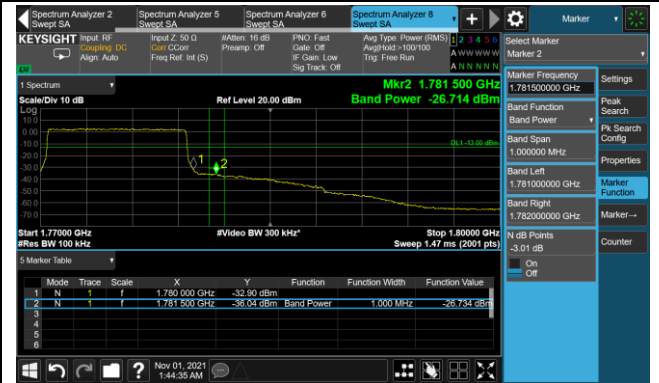 Spectrum Analyzer 2
Swept SA
Spectrum Analyzer 5
Swept SA
Spectrum Analyzer 6
Swept SA
Spectrum Analyzer 8
Swept SA
Marker
KEYSIGHT
Input: RF
Coupling: DC
Align: Auto
Input Z: 50 Ω
Corr CCorr
Freq Ref: Int (S)
#Atten: 16 dB
Preamp: Off
PNO: Fast
Gate: Off
IF Gain: Low
Sig Track: Off
Avg Type: Power (RMS)
Avg|Hold:>100/100
Trig: Free Run
1 2 3 4 5 6
A W W W W W
A N N N N N
1 Spectrum
Scale/Div 10 dB
Ref Level 20.00 dBm
Mkr2 1.781 500 GHz
Band Power -26.714 dBm
Log
10.0
0.00
-10.0
-20.0
-30.0
-40.0
-50.0
-60.0
-70.0
DL1 -13.00 dBm
1
2
Start 1.77000 GHz
#Res BW 100 kHz
#Video BW 300 kHz*
Stop 1.80000 GHz
Sweep 1.47 ms (2001 pts)
5 Marker Table
Mode Trace Scale X Y Function Function Width Function Value
1 N 1 f 1.780 000 GHz -32.90 dBm
2 N 1 f 1.781 500 GHz -36.04 dBm Band Power 1.000 MHz -26.734 dBm
3
4
5
6
Nov 01, 2021
1:44:35 AM
Select Marker
Marker 2
Marker Frequency
1.781500000 GHz
Band Function
Band Power
Band Span
1.000000 MHz
Band Left
1.781000000 GHz
Band Right
1.782000000 GHz
N dB Points
-3.01 dB
On
Off
Settings
Peak
Search
Pk Search
Config
Properties
Marker
Function
Marker→
Counter